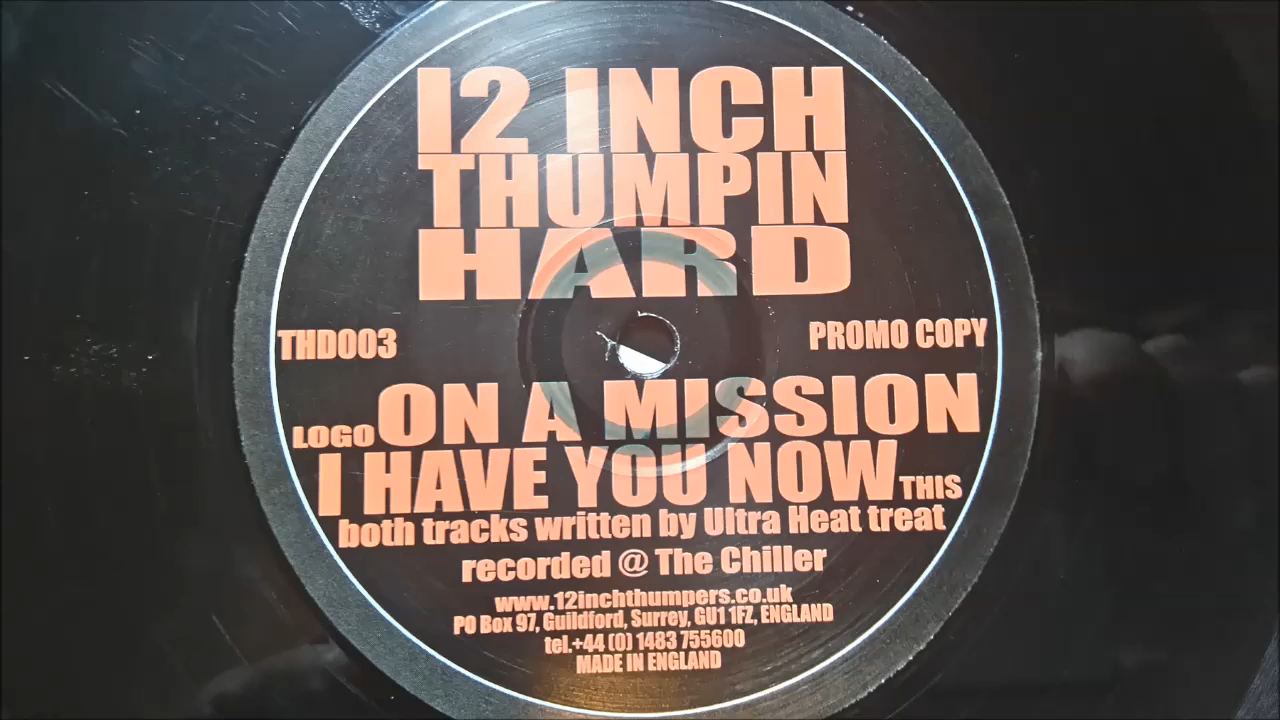 12 INCH
THUMPIN
HARD
THD003 PROMO COPY
LOGO ON A MISSION
I HAVE YOU NOW THIS
both tracks written by Ultra Heat treat
recorded @ The Chiller
www.12inchthumpers.co.uk
PO Box 97, Guildford, Surrey, GU1 1FZ, ENGLAND
tel.+44 (0) 1483 755600
MADE IN ENGLAND